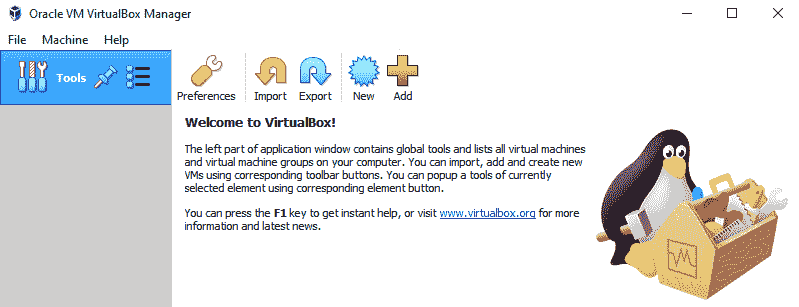 Oracle VM VirtualBox Manager
File Machine Help
Tools
Preferences Import Export New Add
Welcome to VirtualBox!
The left part of application window contains global tools and lists all virtual machines
and virtual machine groups on your computer. You can import, add and create new
VMs using corresponding toolbar buttons. You can popup a tools of currently
selected element using corresponding element button.
You can press the F1 key to get instant help, or visit www.virtualbox.org for more
information and latest news.